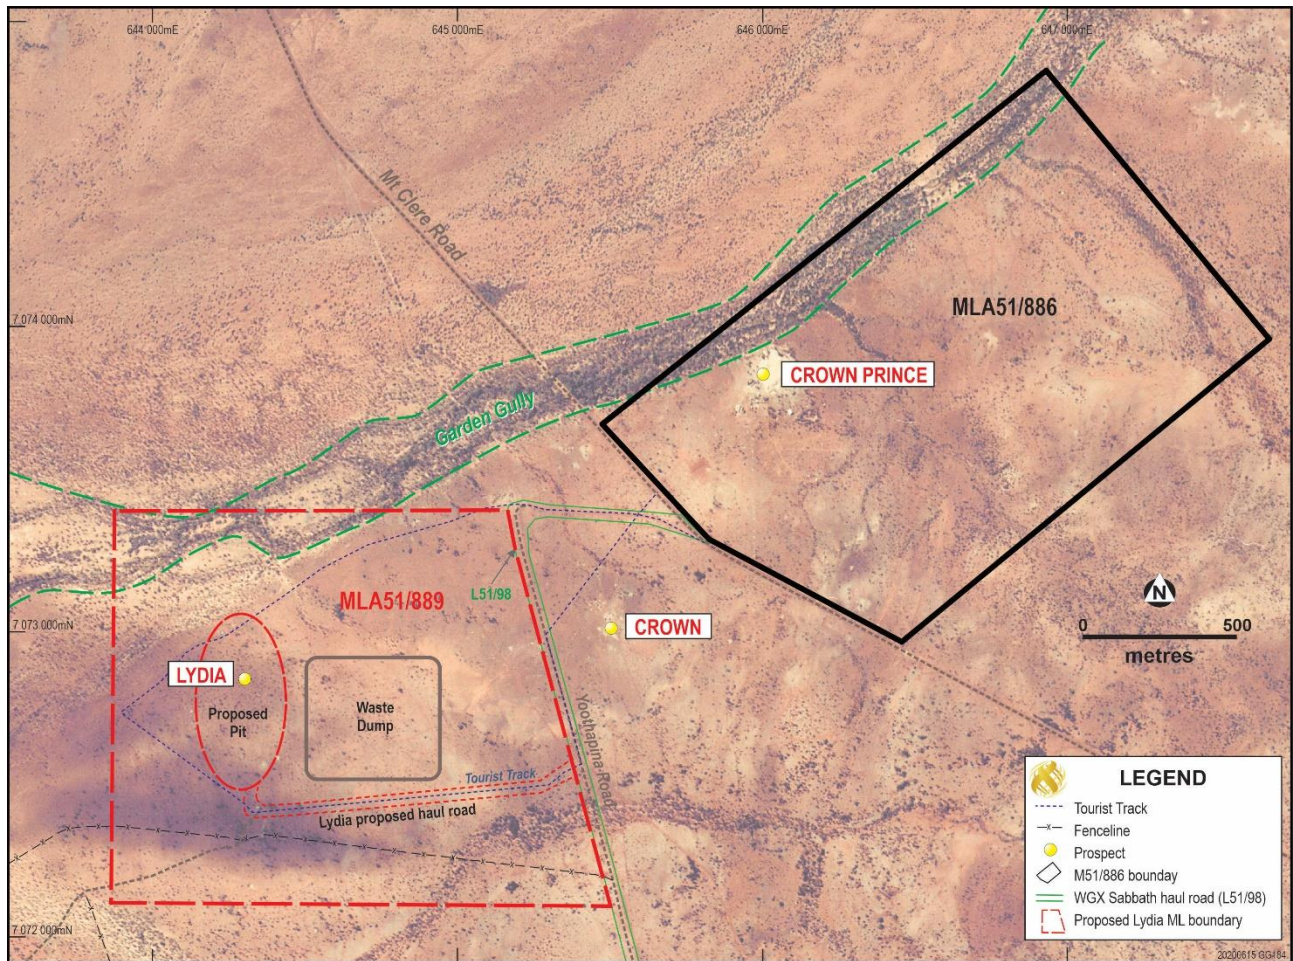 644 000mE
645 000mE
646 000mE
647 000mE
Mt Clere Road
7 074 000mN
MLA51/886
CROWN PRINCE
Garden Gully
L51/98
MLA51/889
CROWN
N
0 500
metres
7 073 000mN
LYDIA
Proposed
Pit
Waste
Dump
Yoothapina Road
Tourist Track
Lydia proposed haul road
7 072 000mN
LEGEND
Tourist Track
Fenceline
Prospect
M51/886 bounday
WGX Sabbath haul road (L51/98)
Proposed Lydia ML boundary
20200615 GG184